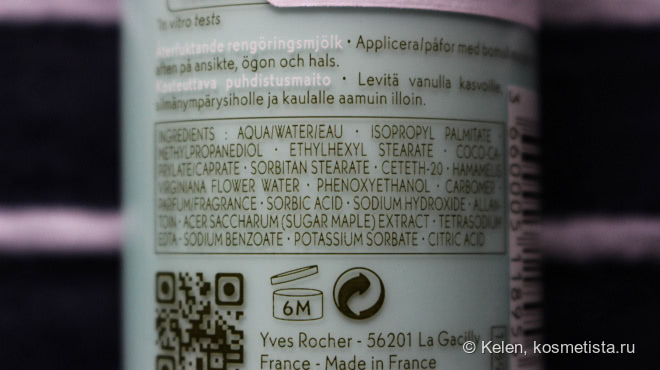 *In vitro tests
Återfuktande rengöringsmjölk · Applicera/påför med bomull
aften på ansikte, ögon och hals.
Kosteuttava puhdistusmaito · Levitä vanulla kasvoille,
silmänympärysiholle ja kaulalle aamuin illoin.
INGREDIENTS : AQUA/WATER/EAU · ISOPROPYL PALMITATE ·
METHYLPROPANEDIOL · ETHYLHEXYL STEARATE · COCO-CA-
PRYLATE/CAPRATE · SORBITAN STEARATE · CETETH-20 · HAMAMELIS
VIRGINIANA FLOWER WATER · PHENOXYETHANOL · CARBOMER ·
PARFUM/FRAGRANCE · SORBIC ACID · SODIUM HYDROXIDE · ALLAN-
TOIN · ACER SACCHARUM (SUGAR MAPLE) EXTRACT · TETRASODIUM
EDTA · SODIUM BENZOATE · POTASSIUM SORBATE · CITRIC ACID
6M
Yves Rocher - 56201 La Gacilly
France - Made in France
© Kelen, kosmetista.ru